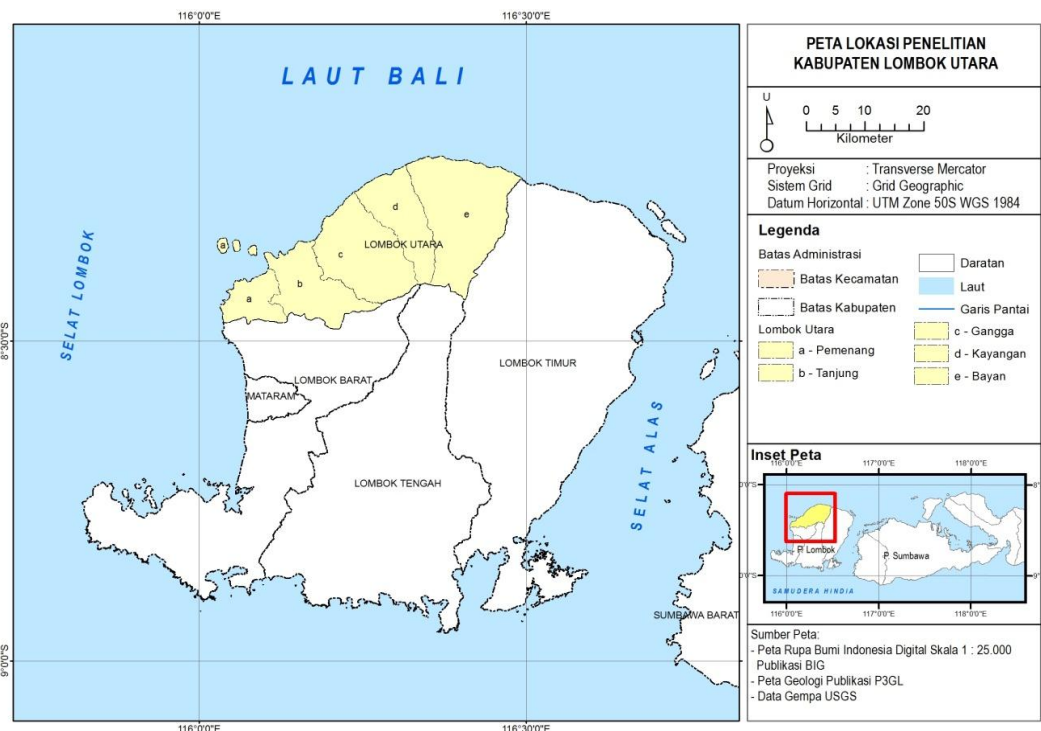 116°0'0"E
116°30'0"E
LAUT BALI
SELAT LOMBOK
8°30'0"S
9°0'0"S
a
a
b
c
d
e
LOMBOK UTARA
LOMBOK BARAT
MATARAM
LOMBOK TENGAH
LOMBOK TIMUR
SELAT ALAS
SUMBAWA BARAT
116°0'0"E
116°30'0"E
PETA LOKASI PENELITIAN
KABUPATEN LOMBOK UTARA
U
0 5 10 20
Kilometer
Proyeksi : Transverse Mercator
Sistem Grid : Grid Geographic
Datum Horizontal : UTM Zone 50S WGS 1984
Legenda
Batas Administrasi
Batas Kecamatan
Batas Kabupaten
Lombok Utara
a - Pemenang
b - Tanjung
Daratan
Laut
Garis Pantai
c - Gangga
d - Kayangan
e - Bayan
Inset Peta
116°0'0"E 117°0'0"E 118°0'0"E
P. Lombok
P. Sumbawa
SAMUDERA HINDIA
116°0'0"E 117°0'0"E 118°0'0"E
Sumber Peta:
- Peta Rupa Bumi Indonesia Digital Skala 1 : 25.000
Publikasi BIG
- Peta Geologi Publikasi P3GL
- Data Gempa USGS